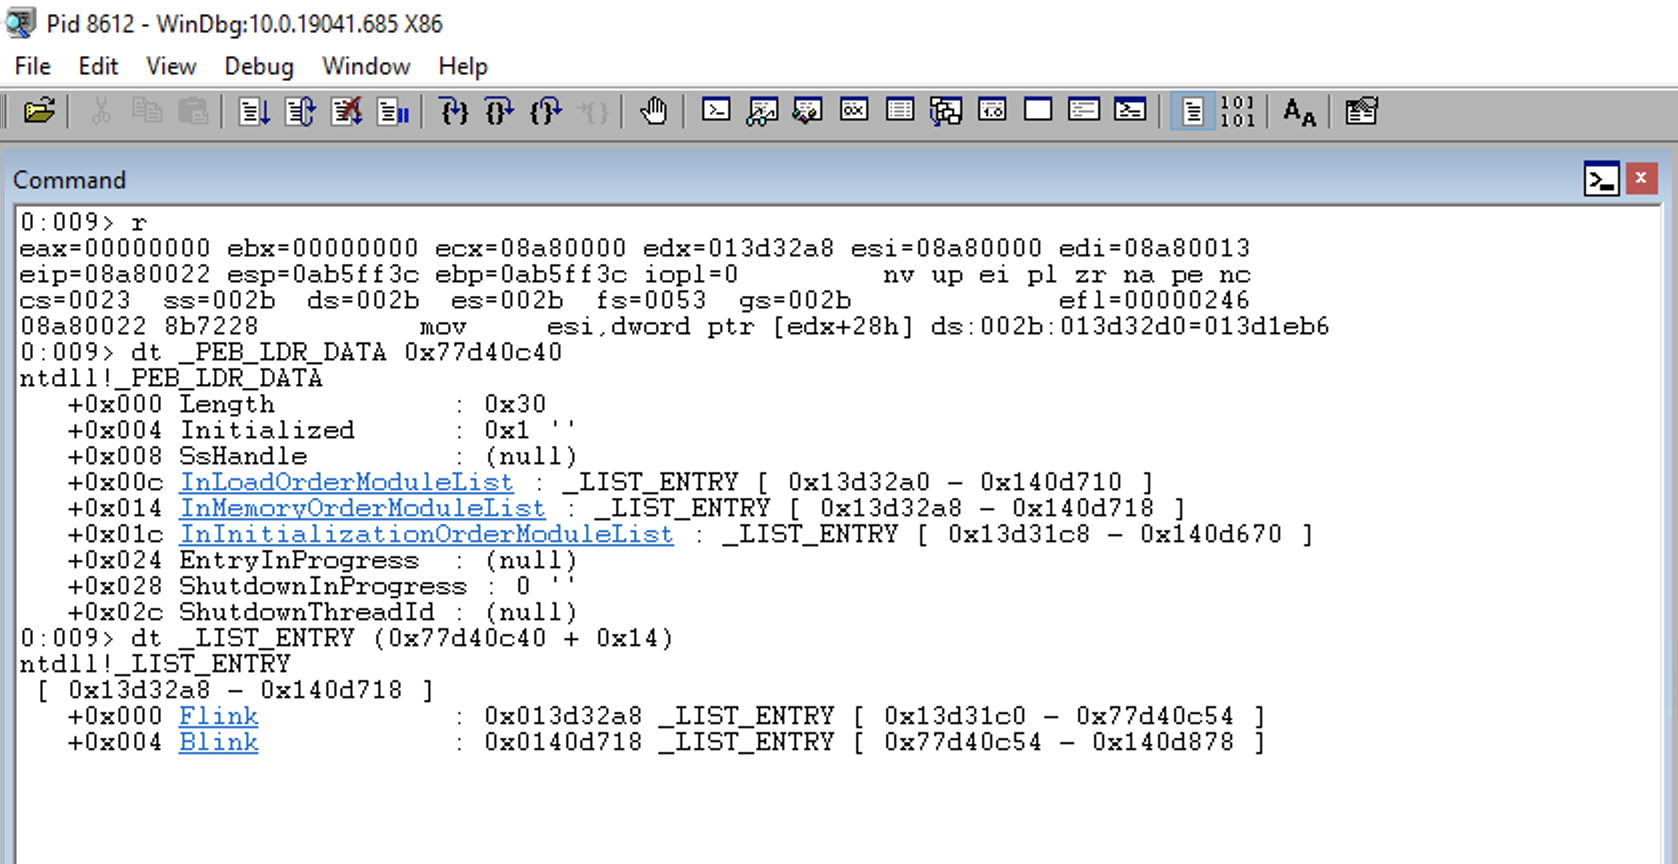 Pid 8612 - WinDbg:10.0.19041.685 X86
File Edit View Debug Window Help
101
101
AA
Command
0:009> r
eax=00000000 ebx=00000000 ecx=08a80000 edx=013d32a8 esi=08a80000 edi=08a80013
eip=08a80022 esp=0ab5ff3c ebp=0ab5ff3c iopl=0         nv up ei pl zr na pe nc
cs=0023  ss=002b  ds=002b  es=002b  fs=0053  gs=002b             efl=00000246
08a80022 8b7228          mov     esi,dword ptr [edx+28h] ds:002b:013d32d0=013d1eb6
0:009> dt _PEB_LDR_DATA 0x77d40c40
ntdll!_PEB_LDR_DATA
   +0x000 Length           : 0x30
   +0x004 Initialized      : 0x1 ''
   +0x008 SsHandle         : (null)
   +0x00c InLoadOrderModuleList : _LIST_ENTRY [ 0x13d32a0 - 0x140d710 ]
   +0x014 InMemoryOrderModuleList : _LIST_ENTRY [ 0x13d32a8 - 0x140d718 ]
   +0x01c InInitializationOrderModuleList : _LIST_ENTRY [ 0x13d31c8 - 0x140d670 ]
   +0x024 EntryInProgress  : (null)
   +0x028 ShutdownInProgress : 0 ''
   +0x02c ShutdownThreadId : (null)
0:009> dt _LIST_ENTRY (0x77d40c40 + 0x14)
ntdll!_LIST_ENTRY
 [ 0x13d32a8 - 0x140d718 ]
   +0x000 Flink            : 0x013d32a8 _LIST_ENTRY [ 0x13d31c0 - 0x77d40c54 ]
   +0x004 Blink            : 0x0140d718 _LIST_ENTRY [ 0x77d40c54 - 0x140d878 ]